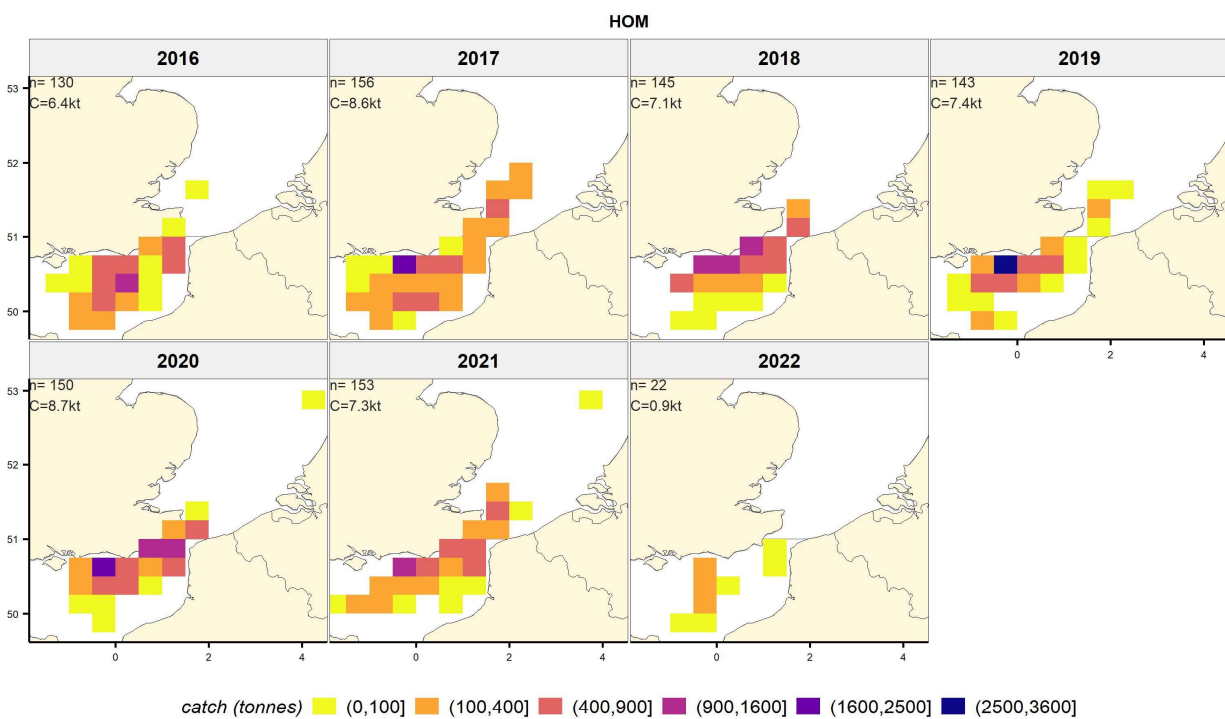 HOM
2016 2017 2018 2019
n= 130 n= 156 n= 145 n= 143
C=6.4kt C=8.6kt C=7.1kt C=7.4kt
53
52
51
50
0 2 4
2020 2021 2022
n= 150 n= 153 n= 22
C=8.7kt C=7.3kt C=0.9kt
53
52
51
50
0 2 4 0 2 4 0 2 4
catch (tonnes) (0,100] (100,400] (400,900] (900,1600] (1600,2500] (2500,3600]